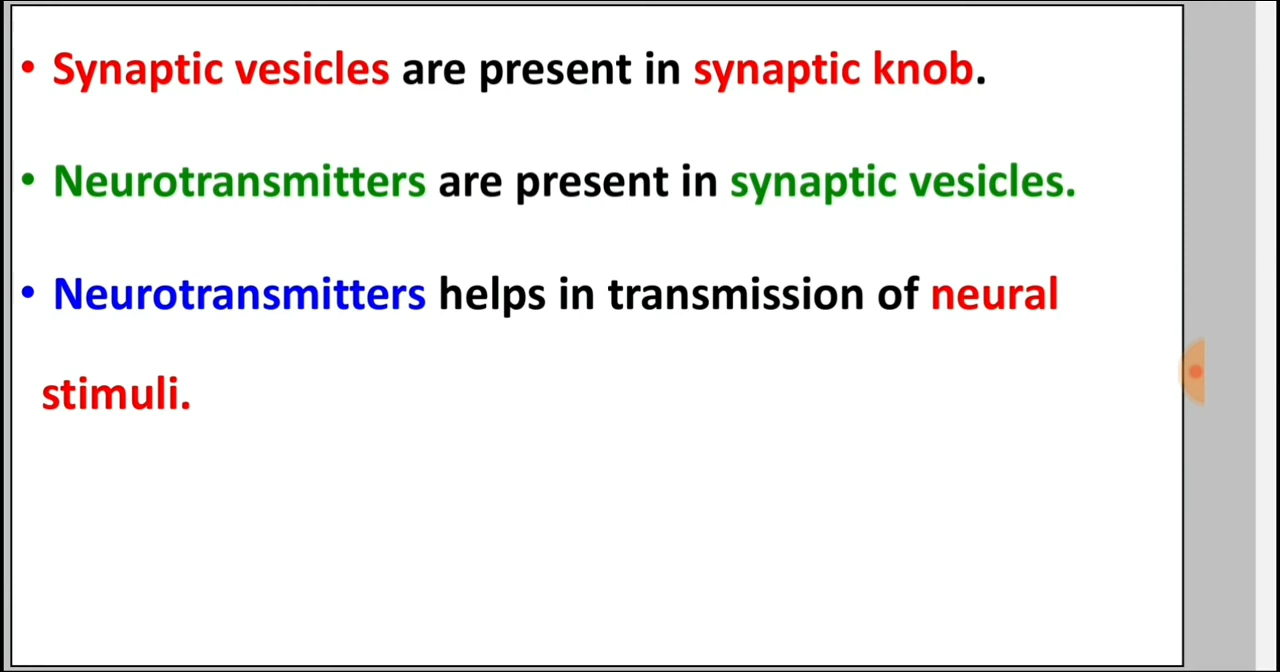 • Synaptic vesicles are present in synaptic knob.
• Neurotransmitters are present in synaptic vesicles.
• Neurotransmitters helps in transmission of neural
stimuli.